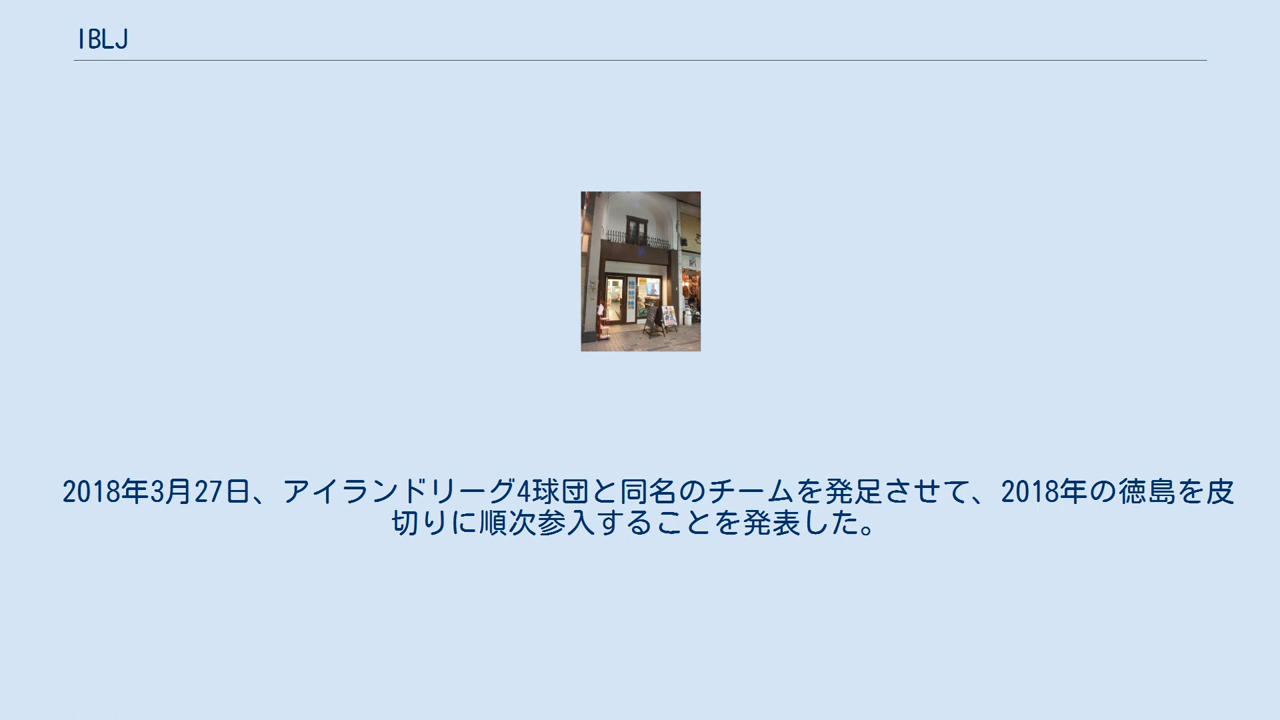 IBLJ
2018年3月27日、アイランドリーグ4球団と同名のチームを発足させて、2018年の徳島を皮
切りに順次参入することを発表した。